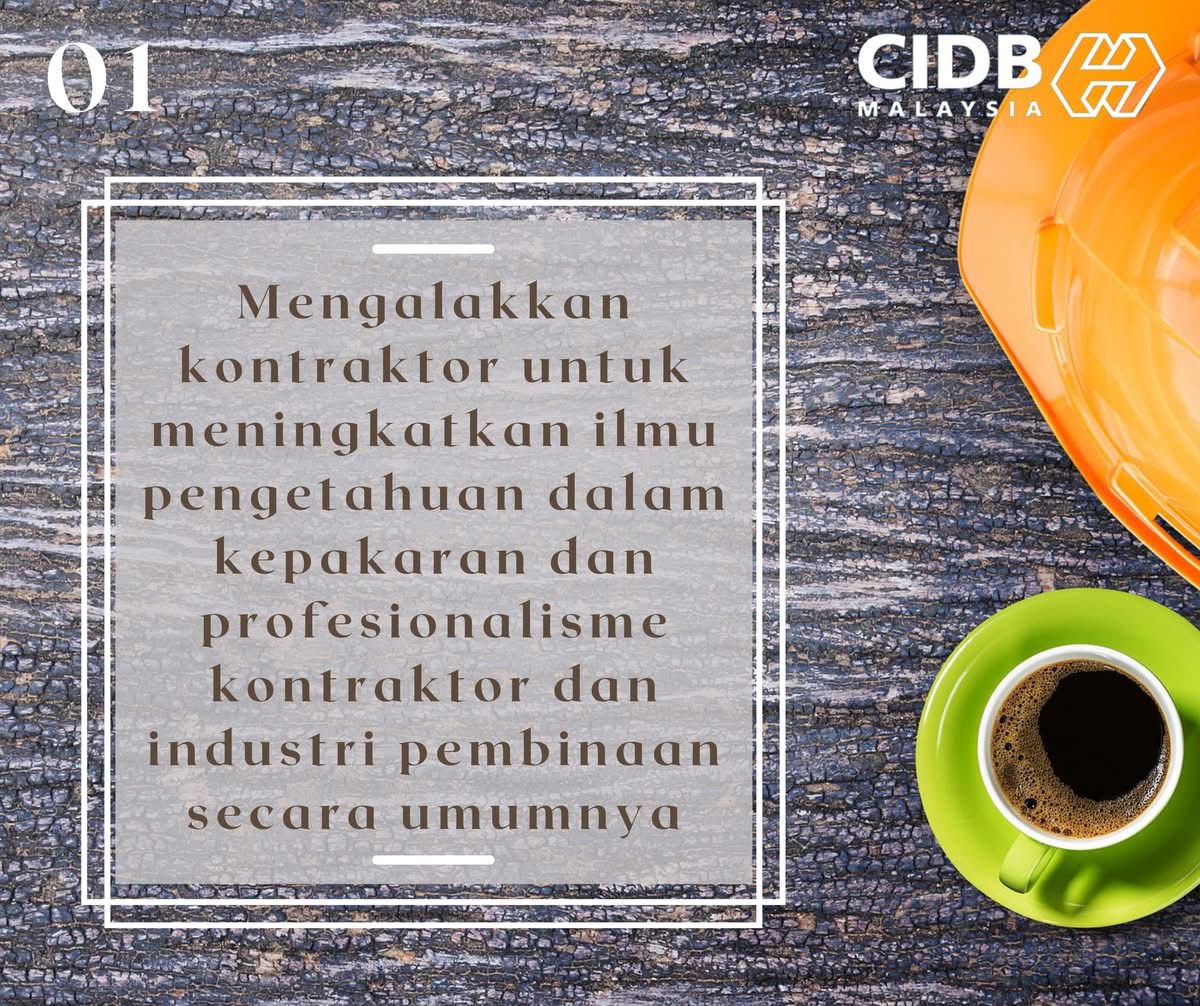 01
CIDB
MALAYSIA
Mengalakkan
kontraktor untuk
meningkatkan ilmu
pengetahuan dalam
kepakaran dan
profesionalisme
kontraktor dan
industri pembinaan
secara umumnya